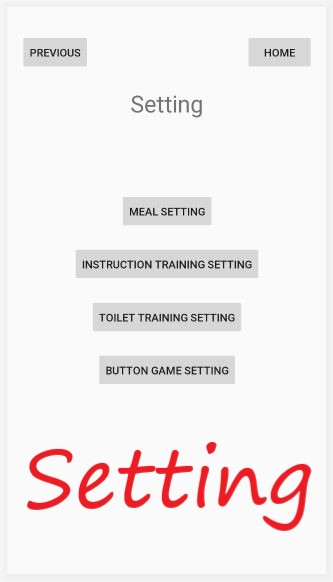 PREVIOUS HOME
Setting
MEAL SETTING
INSTRUCTION TRAINING SETTING
TOILET TRAINING SETTING
BUTTON GAME SETTING
Setting